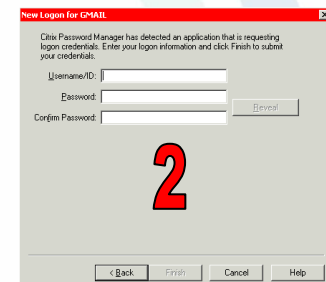 New Logon for GMAIL
Citrix Password Manager has detected an application that is requesting
logon credentials. Enter your logon information and click Finish to submit
your credentials.
Username/ID:
Password:
Reveal
Confirm Password:
2
< Back Finish Cancel Help